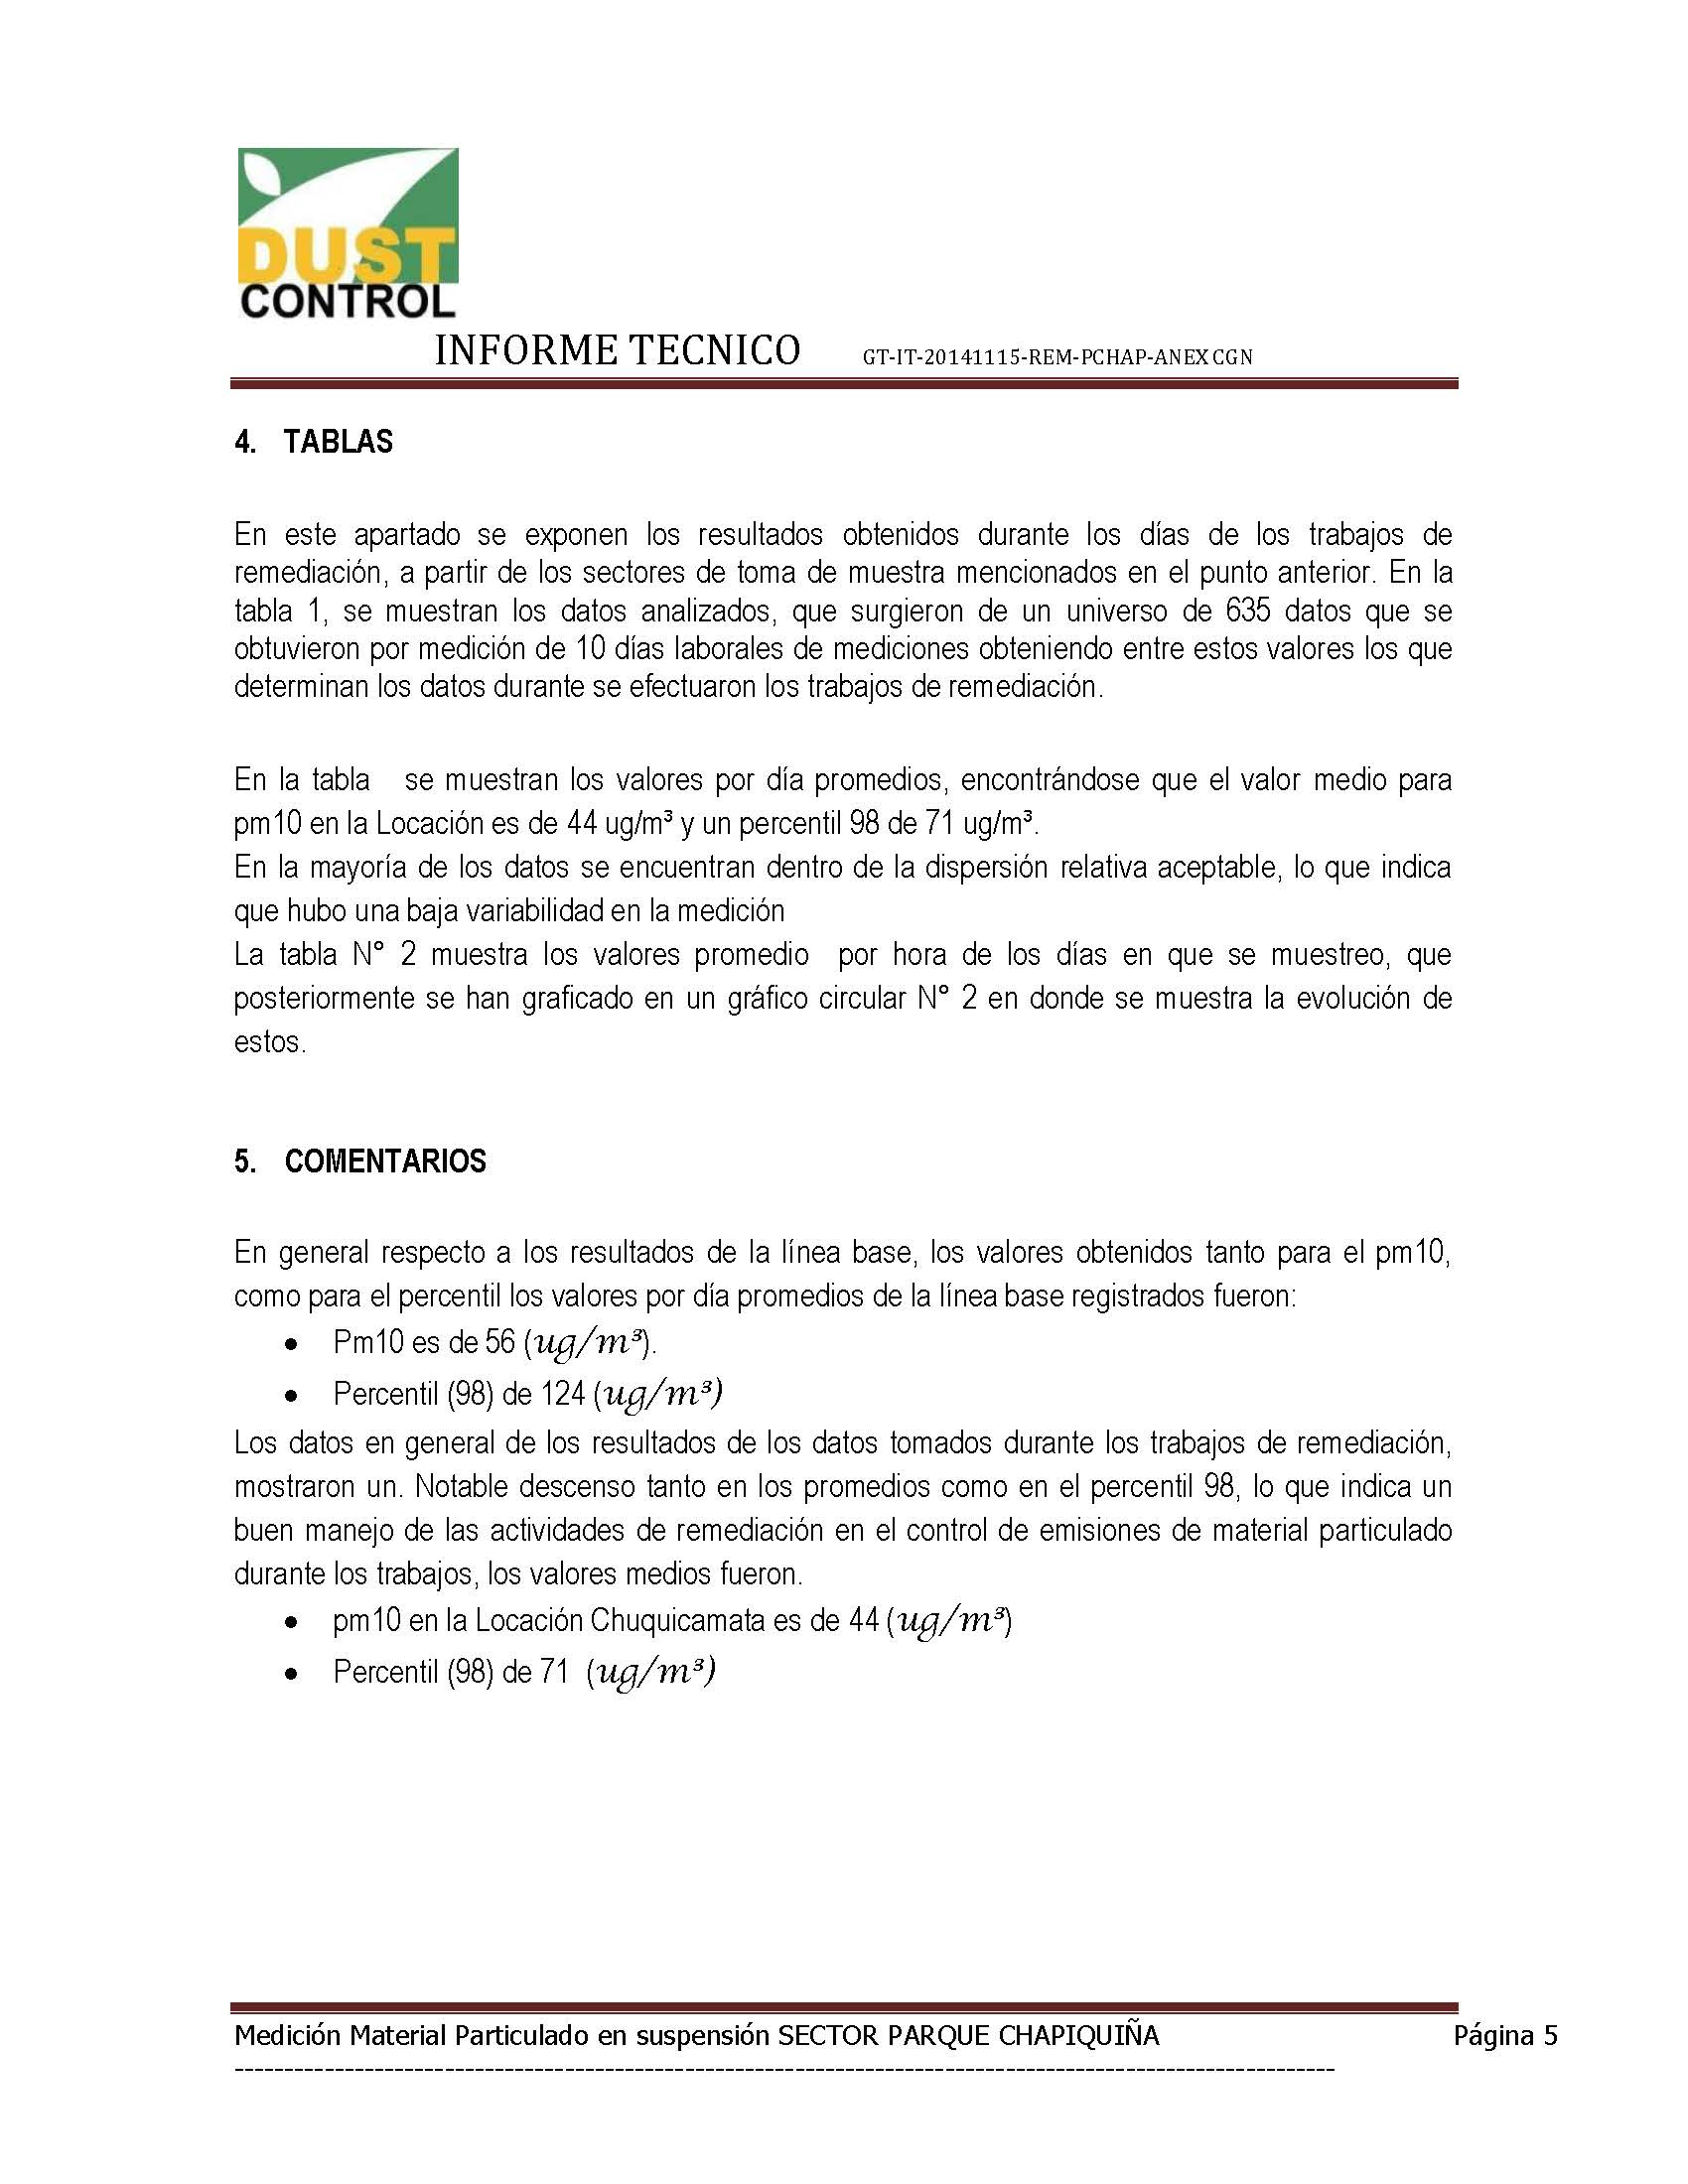 DUST
CONTROL
INFORME TECNICO GT-IT-20141115-REM-PCHAP-ANEX CGN
4. TABLAS
En este apartado se exponen los resultados obtenidos durante los días de los trabajos de
remediación, a partir de los sectores de toma de muestra mencionados en el punto anterior. En la
tabla 1, se muestran los datos analizados, que surgieron de un universo de 635 datos que se
obtuvieron por medición de 10 días laborales de mediciones obteniendo entre estos valores los que
determinan los datos durante se efectuaron los trabajos de remediación.
En la tabla se muestran los valores por día promedios, encontrándose que el valor medio para
pm10 en la Locación es de 44 ug/m³ y un percentil 98 de 71 ug/m³.
En la mayoría de los datos se encuentran dentro de la dispersión relativa aceptable, lo que indica
que hubo una baja variabilidad en la medición
La tabla N° 2 muestra los valores promedio por hora de los días en que se muestreo, que
posteriormente se han graficado en un gráfico circular N° 2 en donde se muestra la evolución de
estos.
5. COMENTARIOS
En general respecto a los resultados de la línea base, los valores obtenidos tanto para el pm10,
como para el percentil los valores por día promedios de la línea base registrados fueron:
• Pm10 es de 56 (ug/m³).
• Percentil (98) de 124 (ug/m³)
Los datos en general de los resultados de los datos tomados durante los trabajos de remediación,
mostraron un. Notable descenso tanto en los promedios como en el percentil 98, lo que indica un
buen manejo de las actividades de remediación en el control de emisiones de material particulado
durante los trabajos, los valores medios fueron.
• pm10 en la Locación Chuquicamata es de 44 (ug/m³)
• Percentil (98) de 71 (ug/m³)
Medición Material Particulado en suspensión SECTOR PARQUE CHAPIQUIÑA Página 5
--------------------------------------------------------------------------------------------------------------